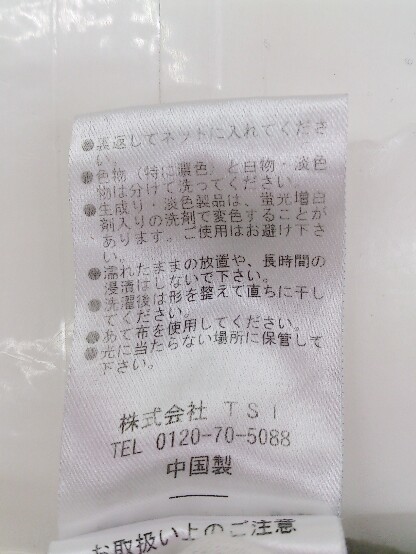 ●裏返してネットに入れてくださ
い。
●色物（特に濃色）と白物・淡色
物は分けて洗ってください。
●生成り・淡色製品は、蛍光増白
剤入りの洗剤で変色することが
あります。ご使用はお避け下さ
い。
●濡れたままの放置や、長時間の
浸漬はしないで下さい。
●洗濯後は形を整えて直ちに干し
てください。
●あて布を使用してください。
●光に当たらない場所に保管して
下さい。
株式会社 TSI
TEL 0120-70-5088
中国製
お取扱い上のご注意